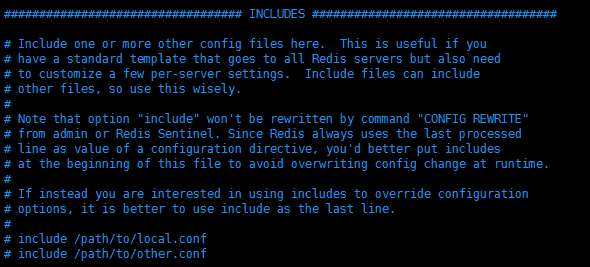 ################################## INCLUDES ###################################
# Include one or more other config files here.  This is useful if you
# have a standard template that goes to all Redis servers but also need
# to customize a few per-server settings.  Include files can include
# other files, so use this wisely.
#
# Note that option "include" won't be rewritten by command "CONFIG REWRITE"
# from admin or Redis Sentinel. Since Redis always uses the last processed
# line as value of a configuration directive, you'd better put includes
# at the beginning of this file to avoid overwriting config change at runtime.
#
# If instead you are interested in using includes to override configuration
# options, it is better to use include as the last line.
#
# include /path/to/local.conf
# include /path/to/other.conf